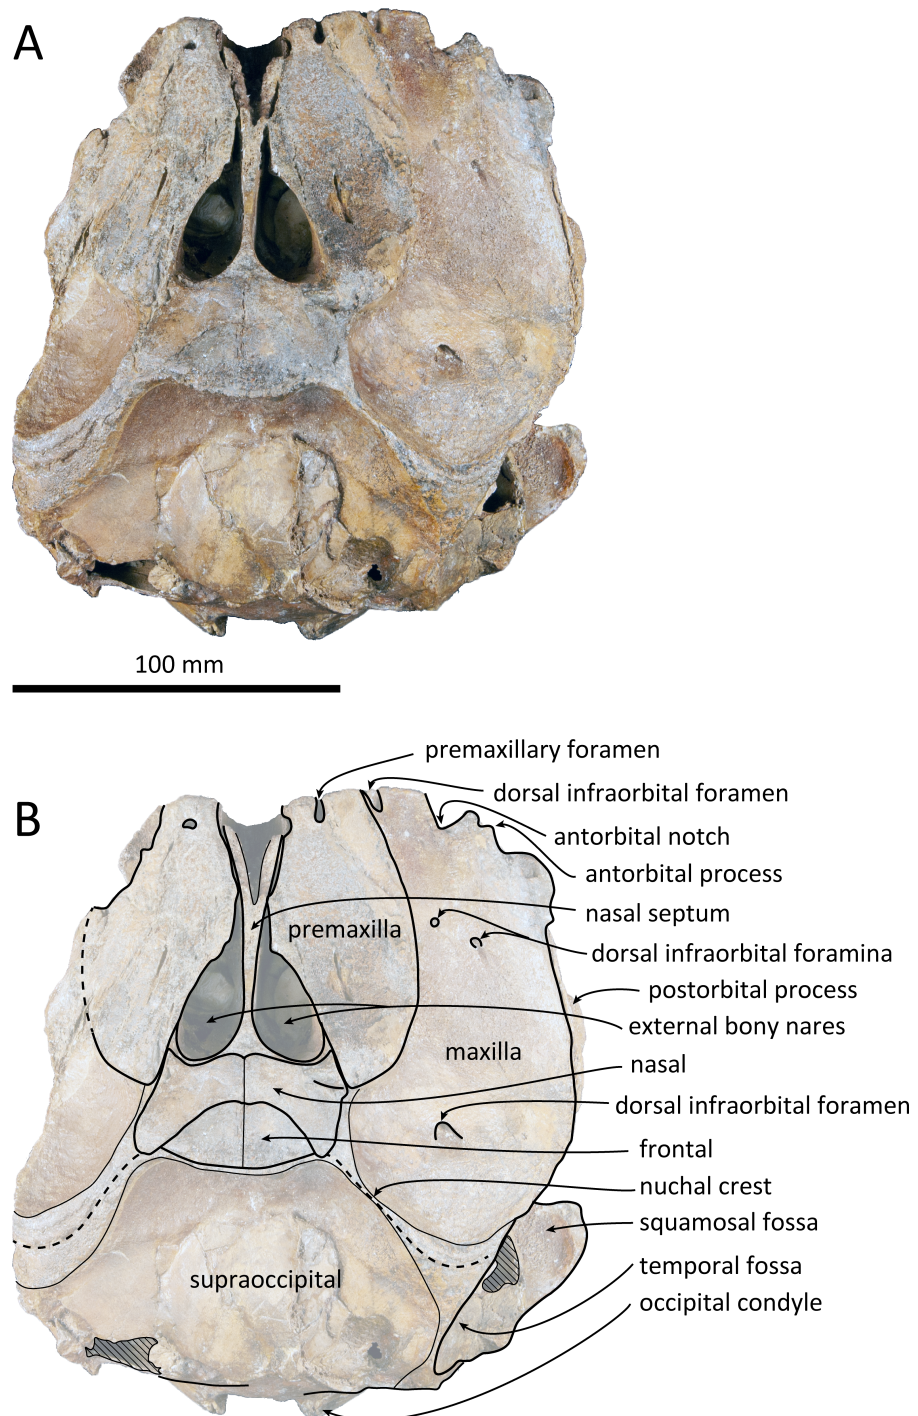 A
100 mm
premaxillary foramen
dorsal infraorbital foramen
B
antorbital notch
antorbital process
nasal septum
premaxilla
dorsal infraorbital foramina
postorbital process
external bony nares
maxilla
nasal
dorsal infraorbital foramen
frontal
nuchal crest
squamosal fossa
temporal fossa
supraoccipital
occipital condyle